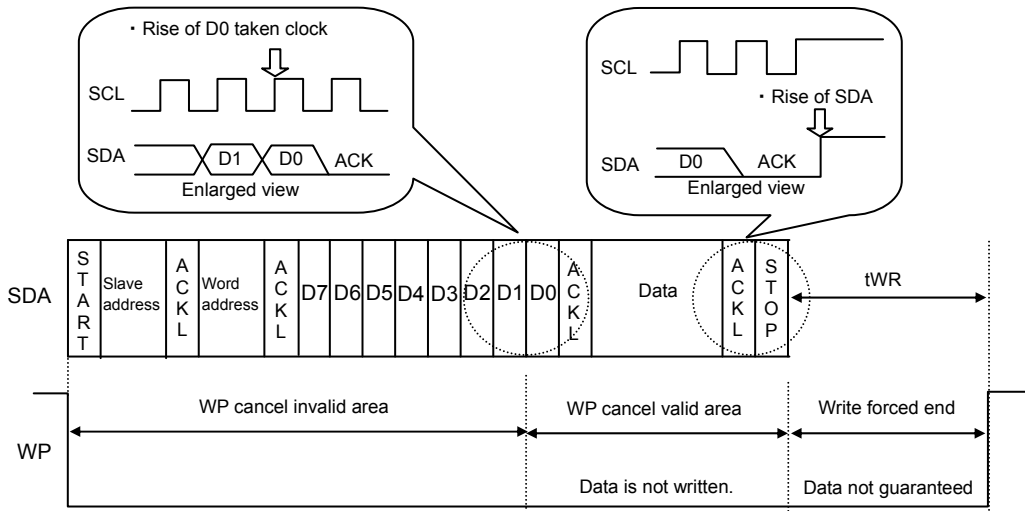 ・ Rise of D0 taken clock
SCL
SDA
D1
D0
ACK
Enlarged view
SCL
・ Rise of SDA
SDA
D0
ACK
Enlarged view
SDA
START
Slave
address
ACKL
Word
address
ACKL
D7
D6
D5
D4
D3
D2
D1
D0
ACKL
Data
ACKL
STOP
tWR
WP
WP cancel invalid area
WP cancel valid area
Write forced end
Data is not written.
Data not guaranteed